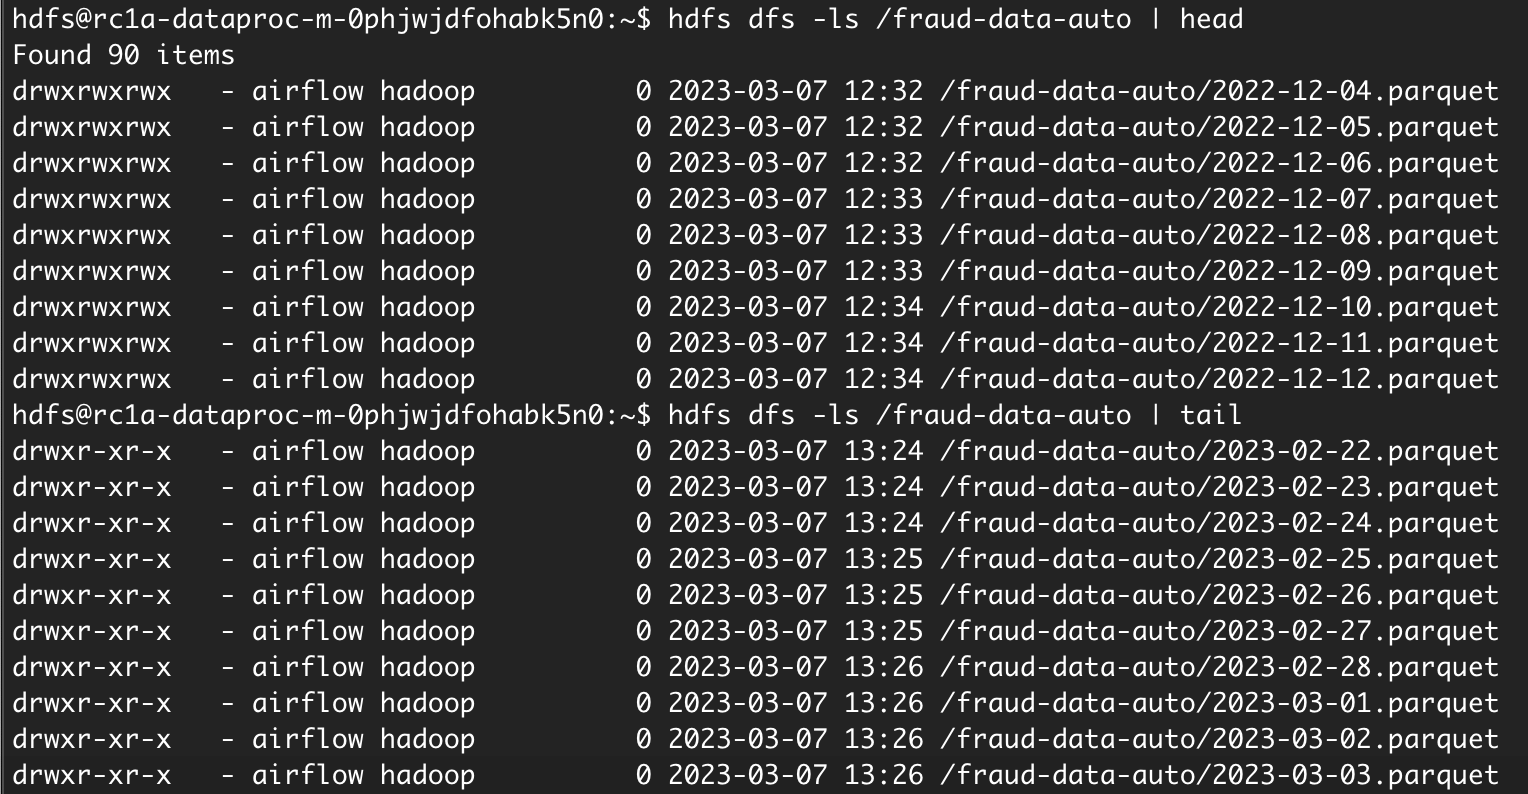 hdfs@rc1a-dataproc-m-0phjwjdfohabk5n0:~$ hdfs dfs -ls /fraud-data-auto | head
Found 90 items
drwxrwxrwx   - airflow hadoop          0 2023-03-07 12:32 /fraud-data-auto/2022-12-04.parquet
drwxrwxrwx   - airflow hadoop          0 2023-03-07 12:32 /fraud-data-auto/2022-12-05.parquet
drwxrwxrwx   - airflow hadoop          0 2023-03-07 12:32 /fraud-data-auto/2022-12-06.parquet
drwxrwxrwx   - airflow hadoop          0 2023-03-07 12:33 /fraud-data-auto/2022-12-07.parquet
drwxrwxrwx   - airflow hadoop          0 2023-03-07 12:33 /fraud-data-auto/2022-12-08.parquet
drwxrwxrwx   - airflow hadoop          0 2023-03-07 12:33 /fraud-data-auto/2022-12-09.parquet
drwxrwxrwx   - airflow hadoop          0 2023-03-07 12:34 /fraud-data-auto/2022-12-10.parquet
drwxrwxrwx   - airflow hadoop          0 2023-03-07 12:34 /fraud-data-auto/2022-12-11.parquet
drwxrwxrwx   - airflow hadoop          0 2023-03-07 12:34 /fraud-data-auto/2022-12-12.parquet
hdfs@rc1a-dataproc-m-0phjwjdfohabk5n0:~$ hdfs dfs -ls /fraud-data-auto | tail
drwxr-xr-x   - airflow hadoop          0 2023-03-07 13:24 /fraud-data-auto/2023-02-22.parquet
drwxr-xr-x   - airflow hadoop          0 2023-03-07 13:24 /fraud-data-auto/2023-02-23.parquet
drwxr-xr-x   - airflow hadoop          0 2023-03-07 13:24 /fraud-data-auto/2023-02-24.parquet
drwxr-xr-x   - airflow hadoop          0 2023-03-07 13:25 /fraud-data-auto/2023-02-25.parquet
drwxr-xr-x   - airflow hadoop          0 2023-03-07 13:25 /fraud-data-auto/2023-02-26.parquet
drwxr-xr-x   - airflow hadoop          0 2023-03-07 13:25 /fraud-data-auto/2023-02-27.parquet
drwxr-xr-x   - airflow hadoop          0 2023-03-07 13:26 /fraud-data-auto/2023-02-28.parquet
drwxr-xr-x   - airflow hadoop          0 2023-03-07 13:26 /fraud-data-auto/2023-03-01.parquet
drwxr-xr-x   - airflow hadoop          0 2023-03-07 13:26 /fraud-data-auto/2023-03-02.parquet
drwxr-xr-x   - airflow hadoop          0 2023-03-07 13:26 /fraud-data-auto/2023-03-03.parquet